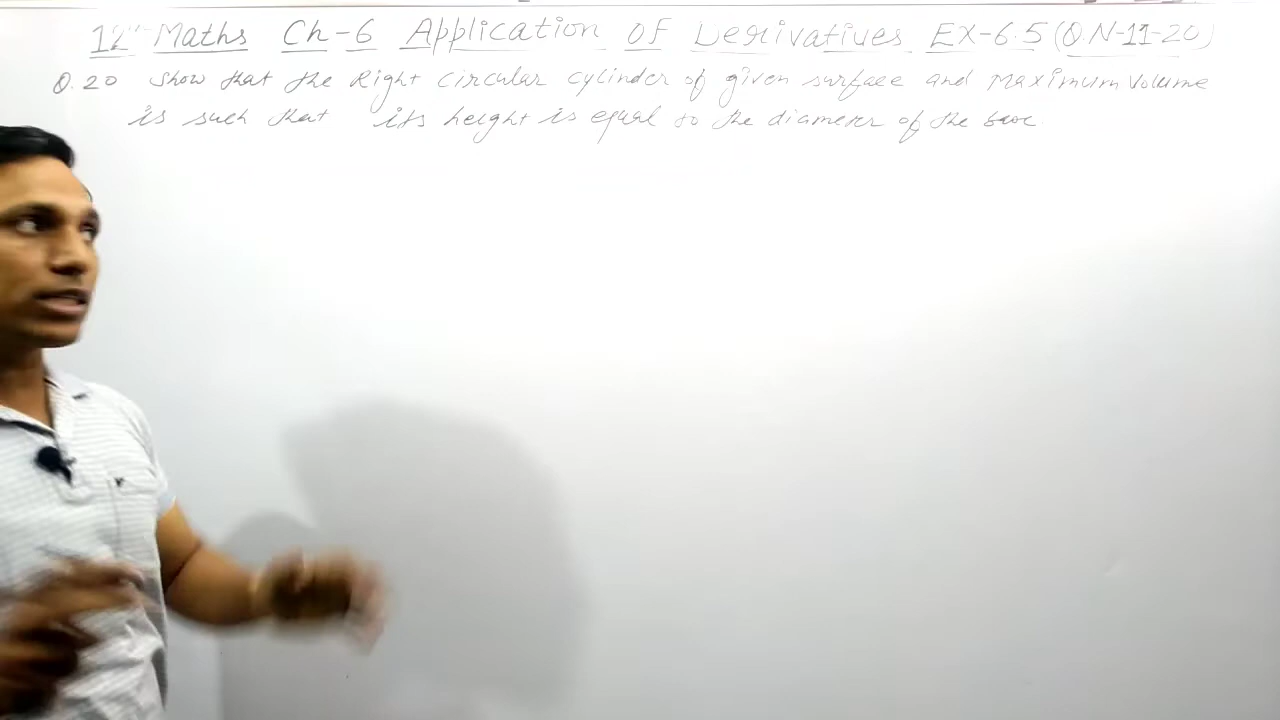 12th Maths Ch-6 Application OF Derivatives EX-6.5 (Q.N-11-20)
Q.20 Show that the Right circular cylinder of given surface and Maximum Volume
is such that its height is equal to the diameter of the base.